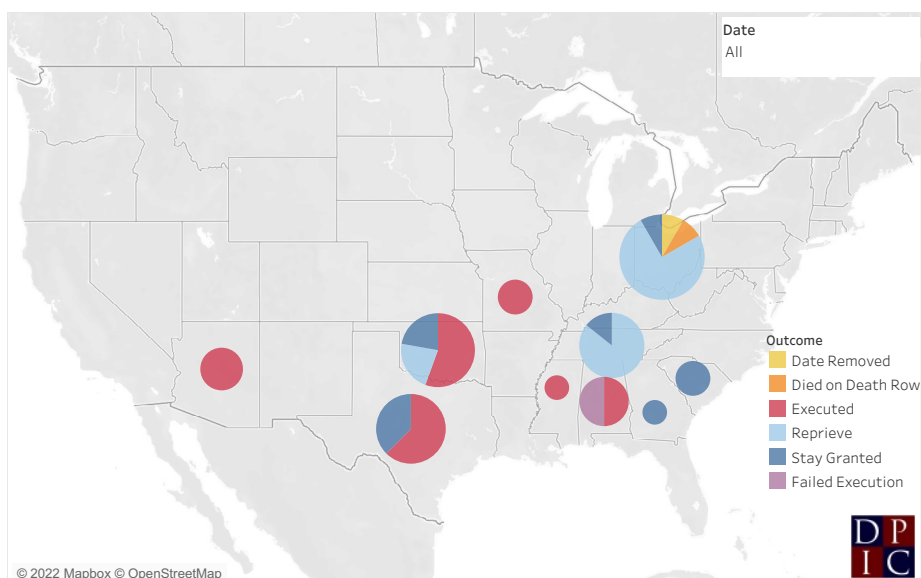 Date
All
Outcome
Date Removed
Died on Death Row
Executed
Reprieve
Stay Granted
Failed Execution
D P
I C
© 2022 Mapbox © OpenStreetMap